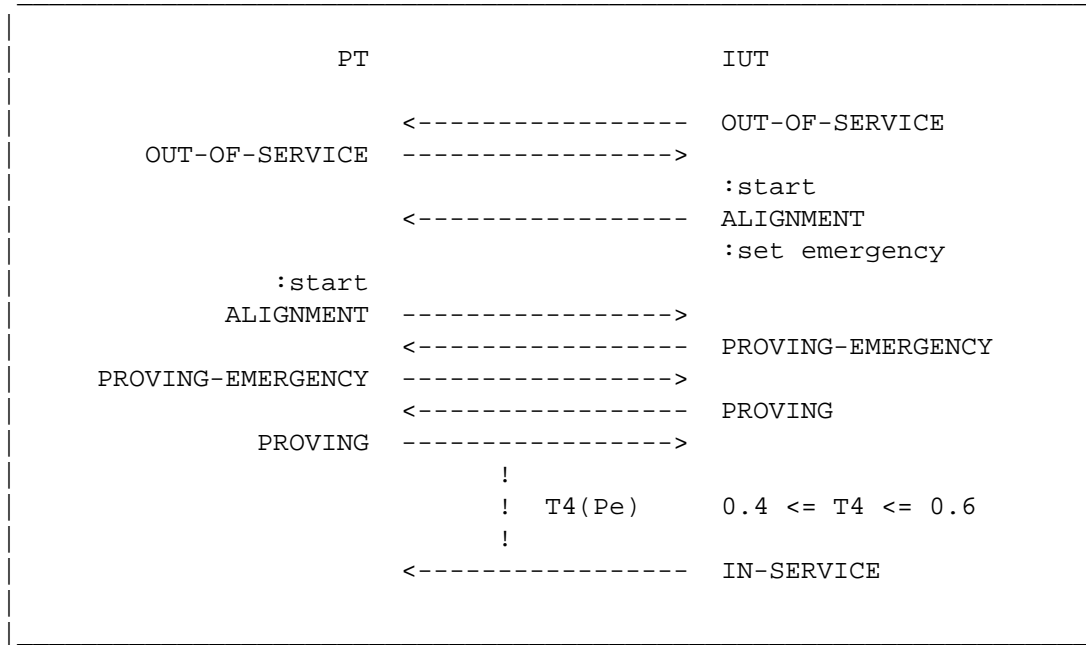 PT IUT
<----------------- OUT-OF-SERVICE
OUT-OF-SERVICE ----------------->
:start
<----------------- ALIGNMENT
:set emergency
:start
ALIGNMENT ----------------->
<----------------- PROVING-EMERGENCY
PROVING-EMERGENCY ----------------->
<----------------- PROVING
PROVING ----------------->
!
! T4(Pe) 0.4 <= T4 <= 0.6
!
<----------------- IN-SERVICE